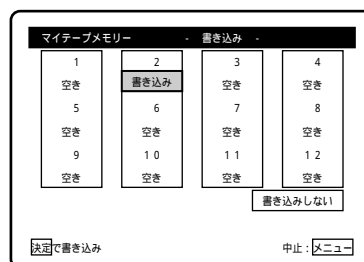 マイテープメモリー - 書き込み -
1 2 3 4
空き 書き込み 空き 空き
5 6 7 8
空き 空き 空き 空き
9 10 11 12
空き 空き 空き 空き
書き込みしない
決定で書き込み 中止:メニュー